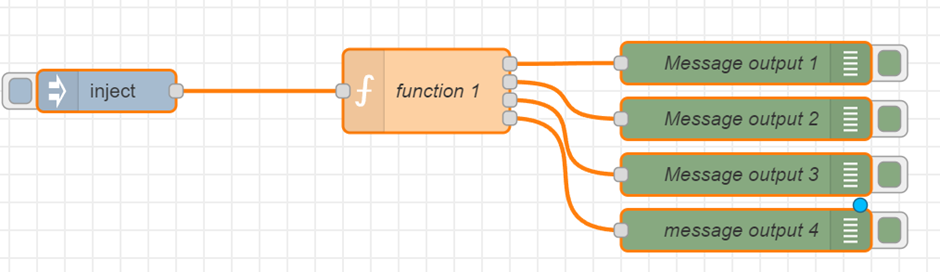 inject
function 1
Message output 1
Message output 2
Message output 3
message output 4